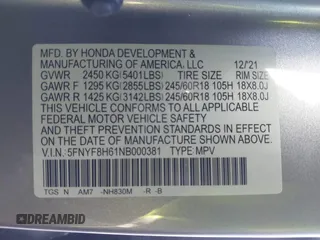 MFD. BY HONDA DEVELOPMENT &
MANUFACTURING OF AMERICA, LLC 12/21
GVWR 2450 KG(5401LBS) TIRE SIZE RIM SIZE
GAWR F 1295 KG(2855LBS) 245/60R18 105H 18X8.0J
GAWR R 1425 KG(3142LBS) 245/60R18 105H 18X8.0J
THIS VEHICLE CONFORMS TO ALL APPLICABLE
FEDERAL MOTOR VEHICLE SAFETY
AND THEFT PREVENTION STANDARDS IN EFFECT
ON THE DATE OF MANUFACTURE SHOWN ABOVE.
V.I.N. 5FNYF8H61NB000381 TYPE MPV
TGS N AM7 -NH830M -R -B
DREAMBID